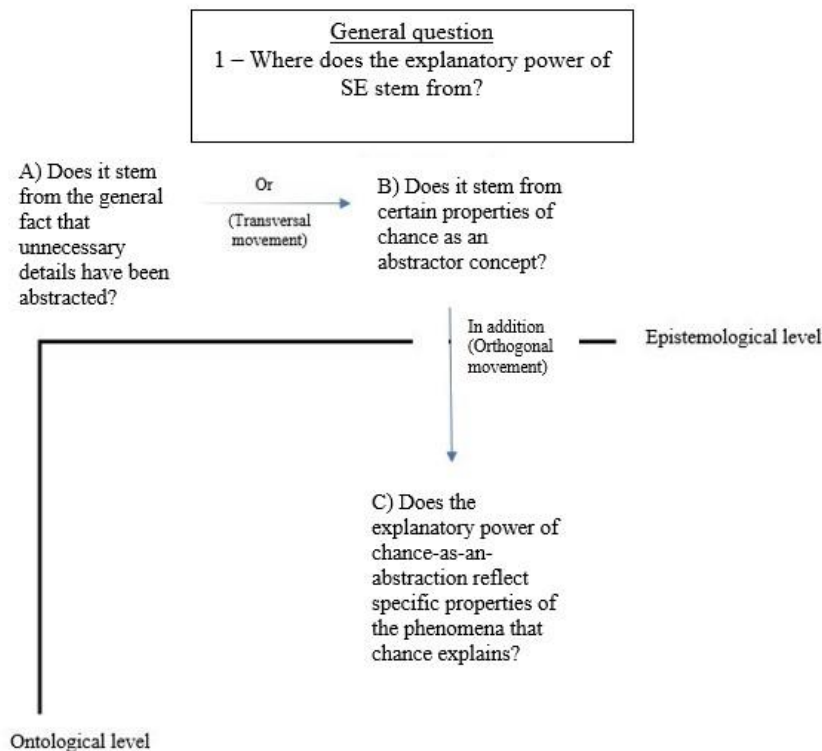 General question
1 – Where does the explanatory power of
SE stem from?
A) Does it stem
from the general
fact that
unnecessary
details have been
abstracted?
Or
(Transversal
movement)
B) Does it stem from
certain properties of
chance as an
abstractor concept?
In addition
(Orthogonal
movement)
Epistemological level
C) Does the
explanatory power of
chance-as-an-
abstraction reflect
specific properties of
the phenomena that
chance explains?
Ontological level